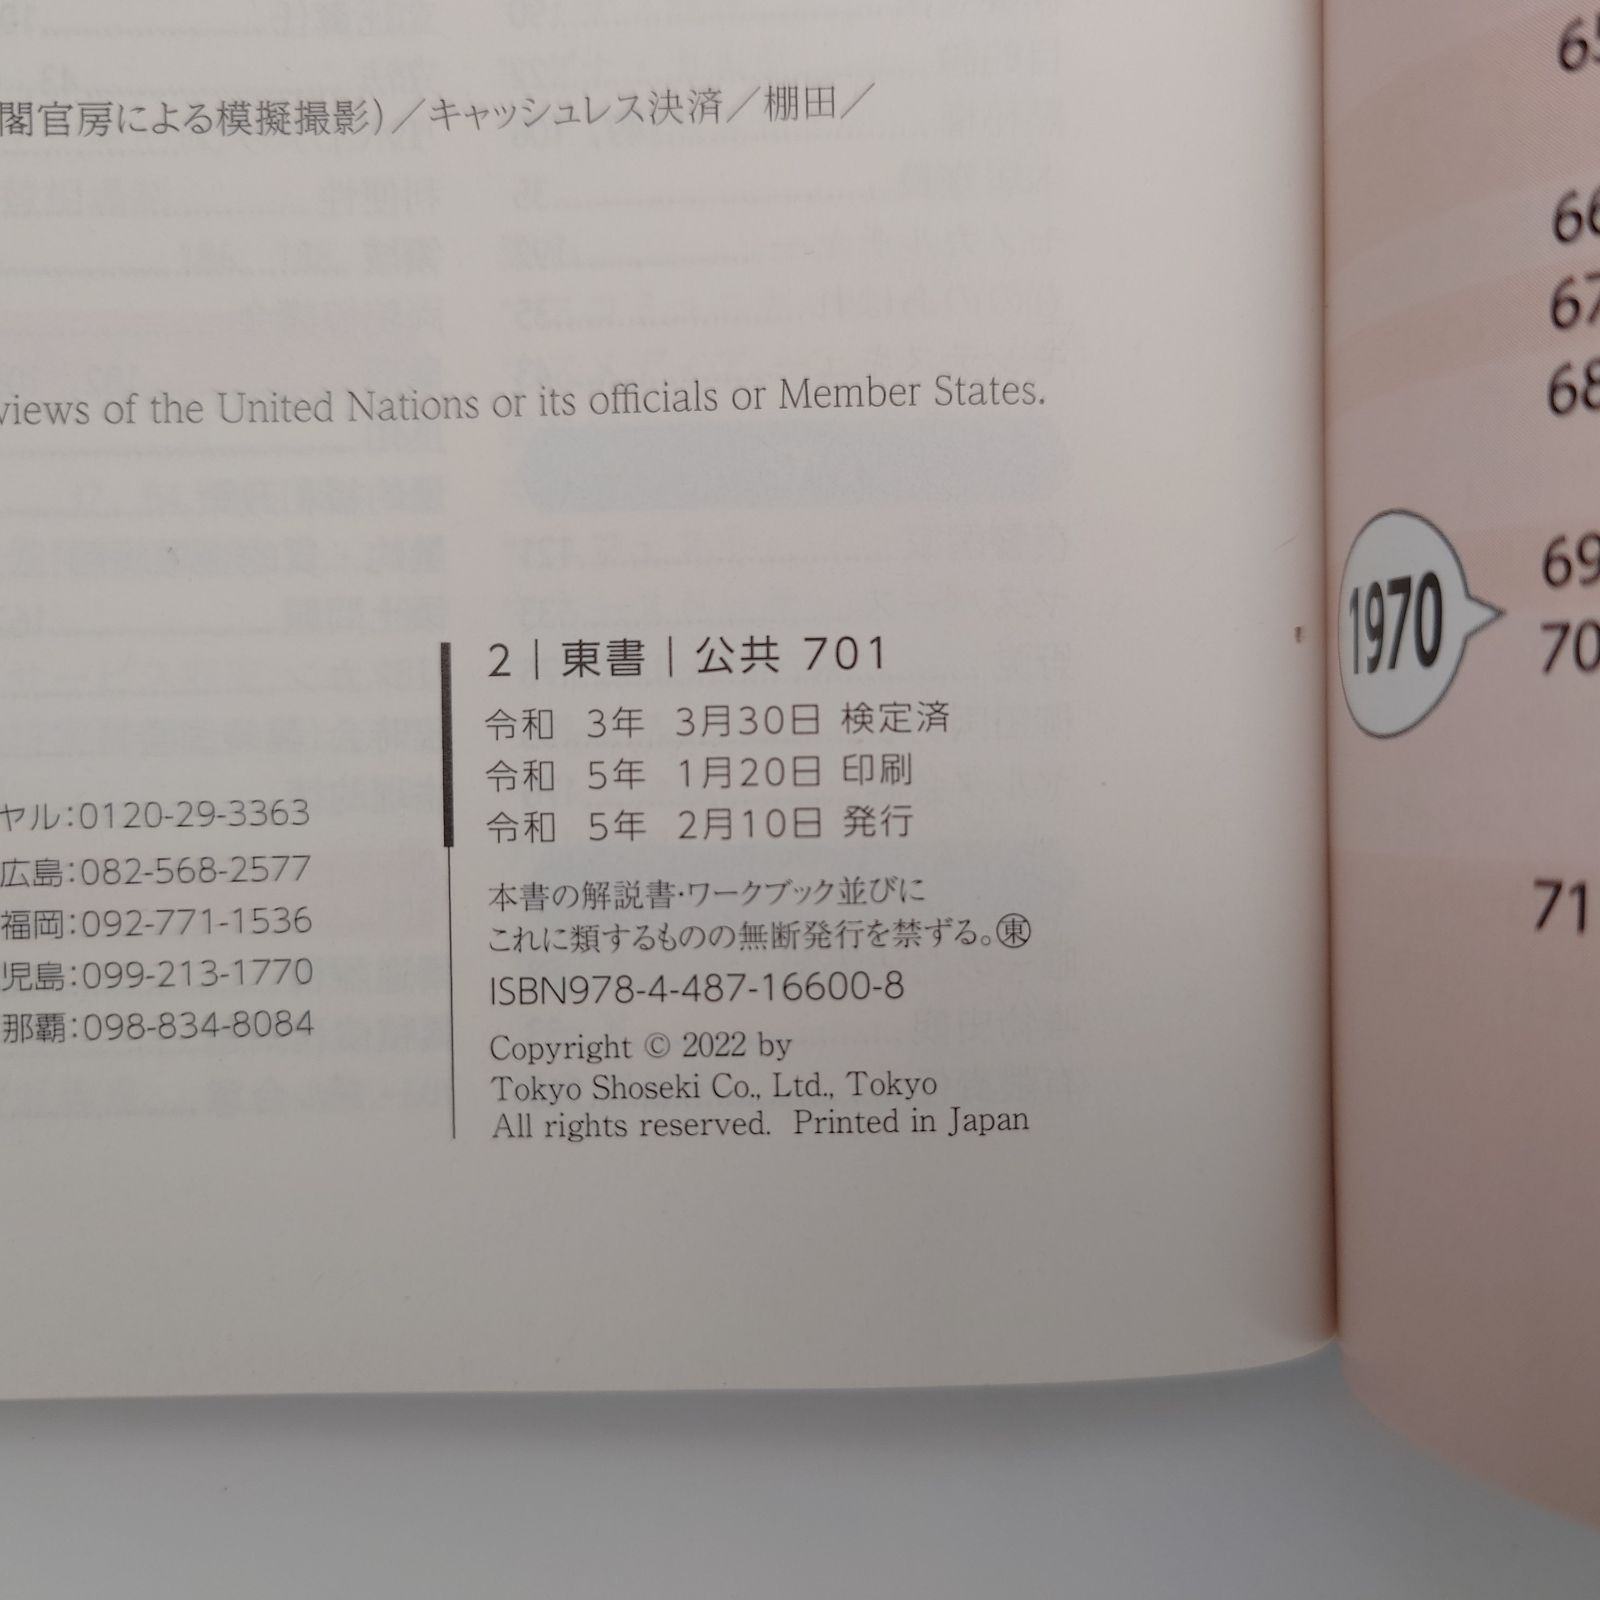 閣官房による模擬撮影）／キャッシュレス決済／棚田／
views of the United Nations or its officials or Member States.
ヤル：0120-29-3363
広島：082-568-2577
福岡：092-771-1536
児島：099-213-1770
那覇：098-834-8084
2｜東書｜公共 701
令和 3年 3月30日 検定済
令和 5年 1月20日 印刷
令和 5年 2月10日 発行
本書の解説書・ワークブック並びに
これに類するものの無断発行を禁ずる。㊞東
ISBN978-4-487-16600-8
Copyright © 2022 by
Tokyo Shoseki Co., Ltd., Tokyo
All rights reserved. Printed in Japan
65
66
67
68
69
1970
70
71